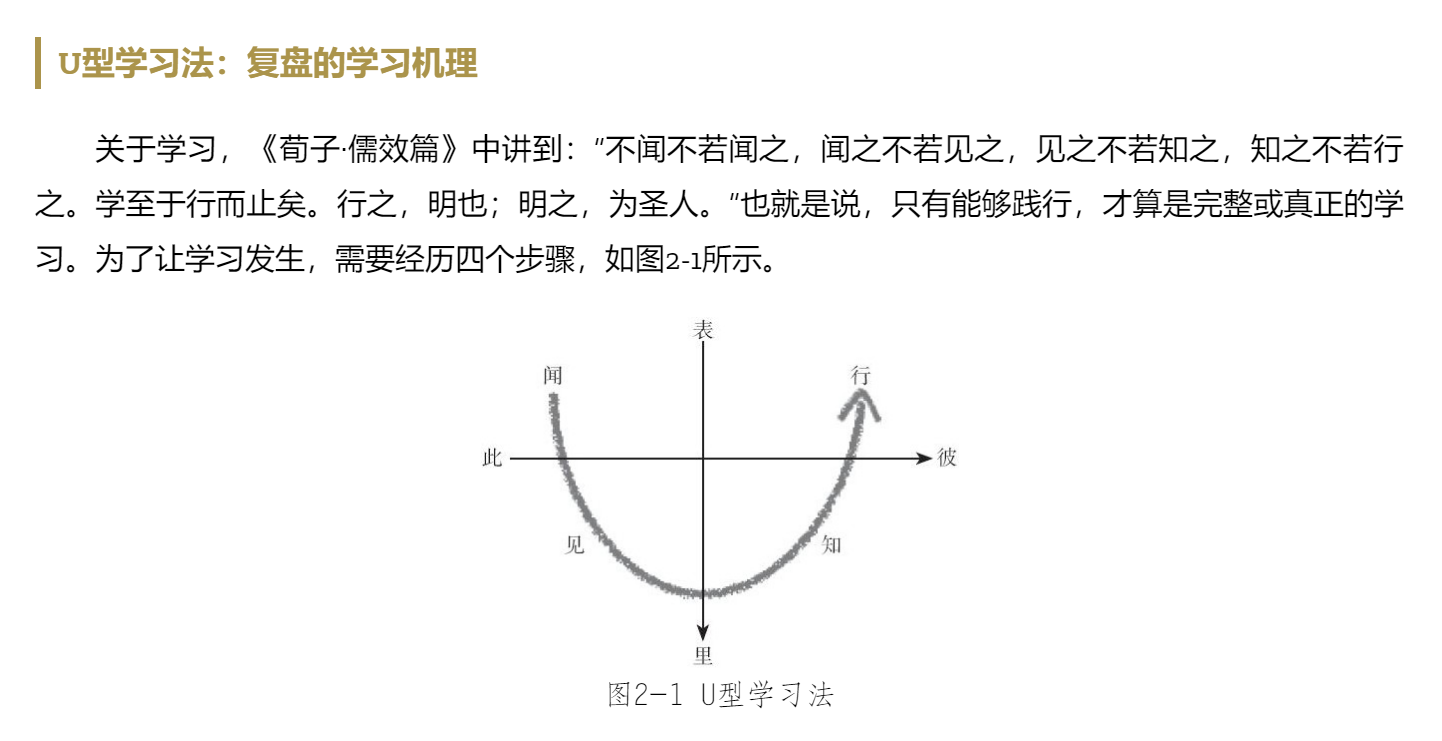 U型学习法：复盘的学习机理
关于学习，《荀子·儒效篇》中讲到：“不闻不若闻之，闻之不若见之，见之不若知之，知之不若行
之。学至于行而止矣。行之，明也；明之，为圣人。”也就是说，只有能够践行，才算是完整或真正的学
习。为了让学习发生，需要经历四个步骤，如图2-1所示。
表
闻
行
此
彼
见
知
里
图2-1 U型学习法